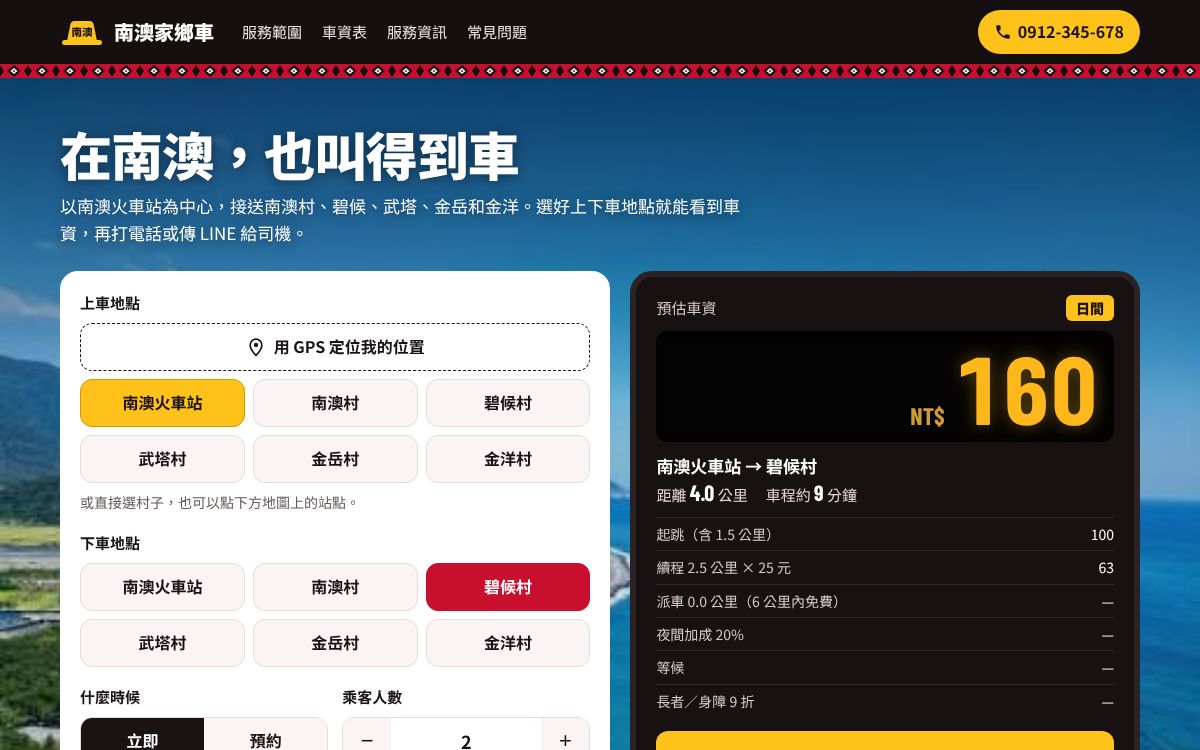 南澳
南澳家鄉車
服務範圍
車資表
服務資訊
常見問題
0912-345-678
在南澳，也叫得到車
以南澳火車站為中心，接送南澳村、碧候、武塔、金岳和金洋。選好上下車地點就能看到車
資，再打電話或傳 LINE 給司機。
上車地點
用 GPS 定位我的位置
南澳火車站
南澳村
碧候村
武塔村
金岳村
金洋村
或直接選村子，也可以點下方地圖上的站點。
下車地點
南澳火車站
南澳村
碧候村
武塔村
金岳村
金洋村
什麼時候
立即
預約
乘客人數
−
2
+
預估車資
日間
NT$ 160
南澳火車站 → 碧候村
距離 4.0 公里 車程約 9 分鐘
起跳（含 1.5 公里） 100
續程 2.5 公里 × 25 元 63
派車 0.0 公里（6 公里內免費） —
夜間加成 20% —
等候 —
長者／身障 9 折 —